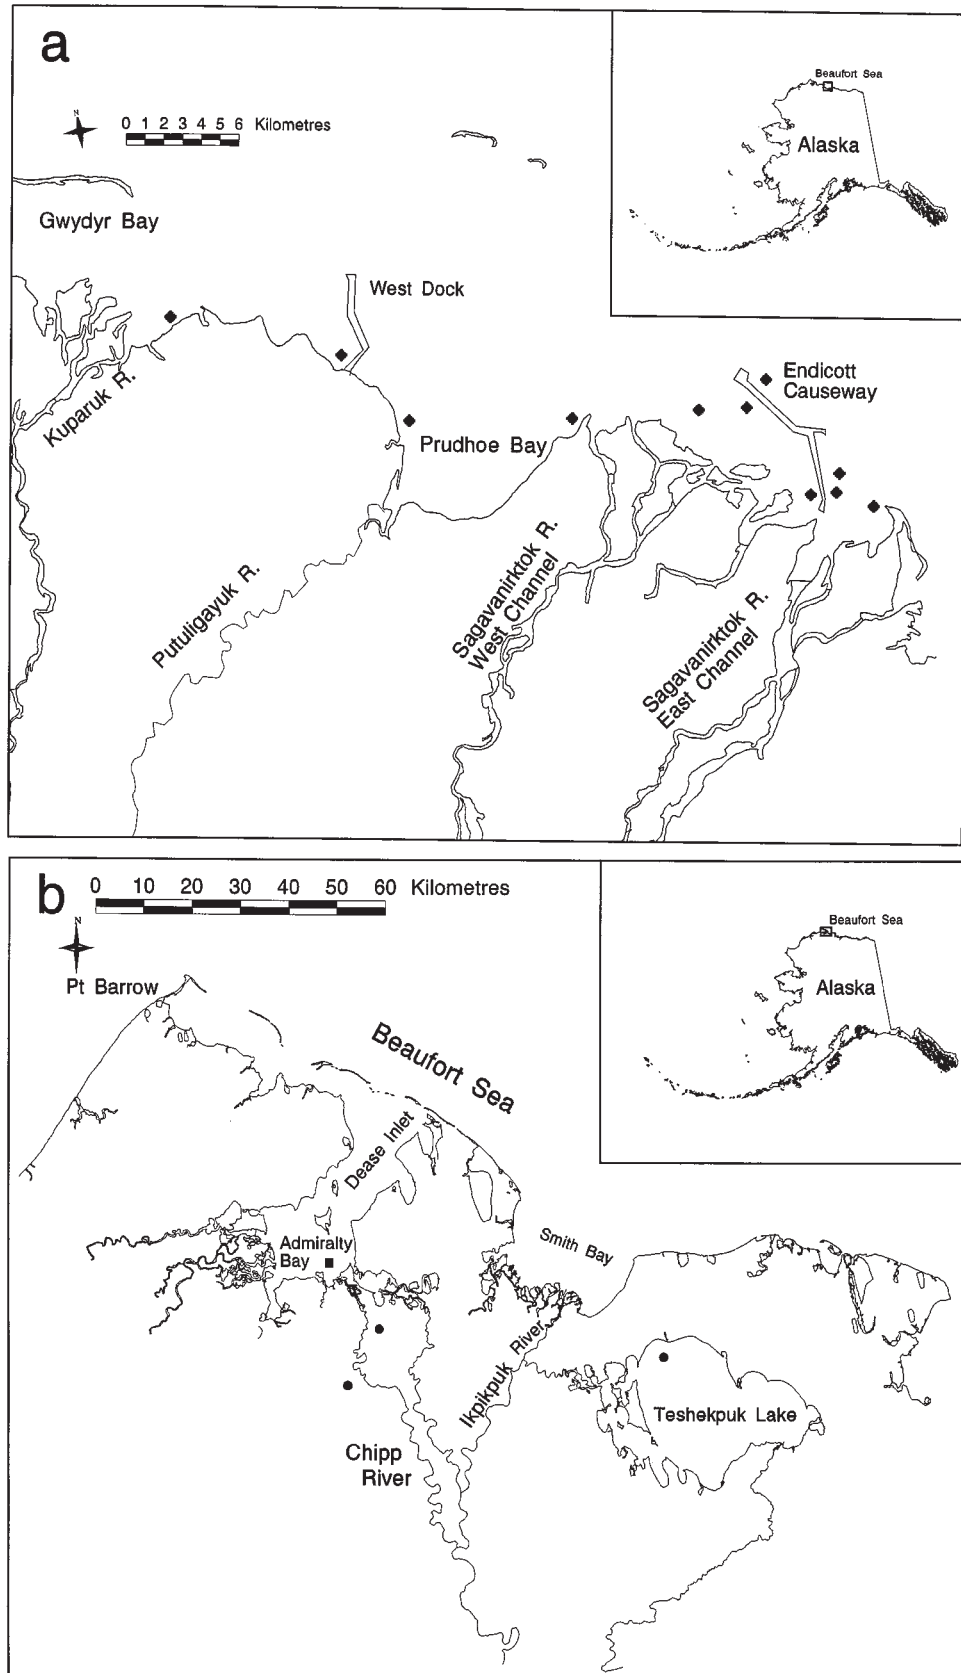 a
N
0 1 2 3 4 5 6 Kilometres
Beaufort Sea
Alaska
Gwydyr Bay
West Dock
Kuparuk R.
Endicott
Causeway
Prudhoe Bay
Putuligayuk R.
Sagavanirktok R.
West Channel
Sagavanirktok R.
East Channel
b
0 10 20 30 40 50 60 Kilometres
N
Beaufort Sea
Alaska
Pt Barrow
Beaufort Sea
Dease Inlet
Admiralty
Bay
Smith Bay
Ikpikpuk River
Teshekpuk Lake
Chipp
River